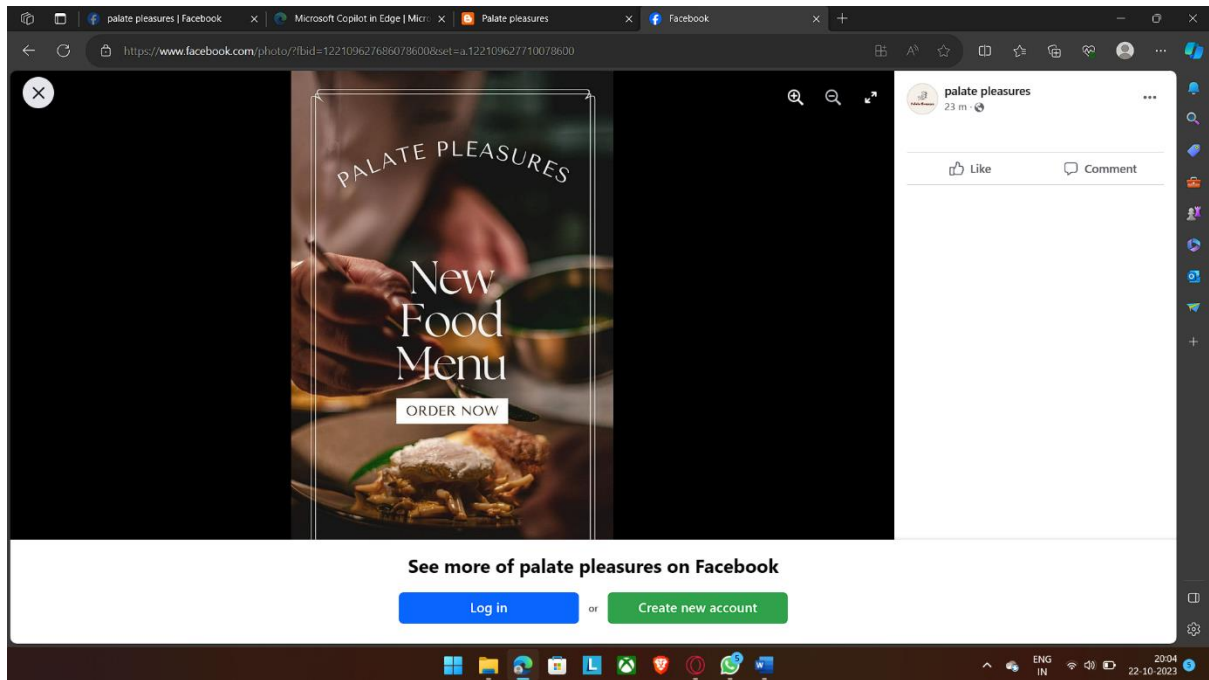 palate pleasures | Facebook
Microsoft Copilot in Edge | Micro
Palate pleasures
Facebook
https://www.facebook.com/photo/?fbid=122109627686078600&set=a.122109627710078600
PALATE PLEASURES
New
Food
Menu
ORDER NOW
palate pleasures
23 m
Like
Comment
See more of palate pleasures on Facebook
Log in
or
Create new account
ENG
IN
20:04
22-10-2023